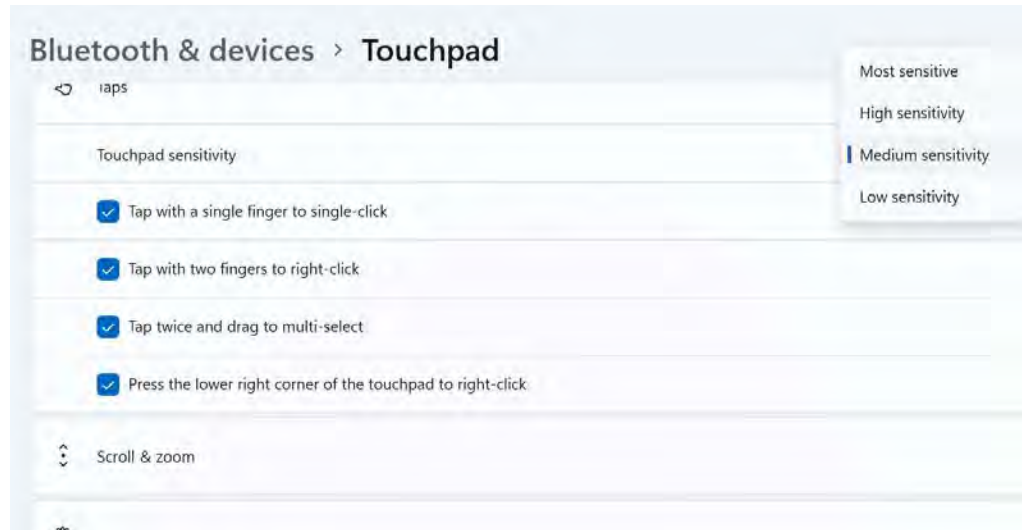 Bluetooth & devices > Touchpad
Taps
Most sensitive
High sensitivity
Touchpad sensitivity
Medium sensitivity
Low sensitivity
Tap with a single finger to single-click
Tap with two fingers to right-click
Tap twice and drag to multi-select
Press the lower right corner of the touchpad to right-click
Scroll & zoom